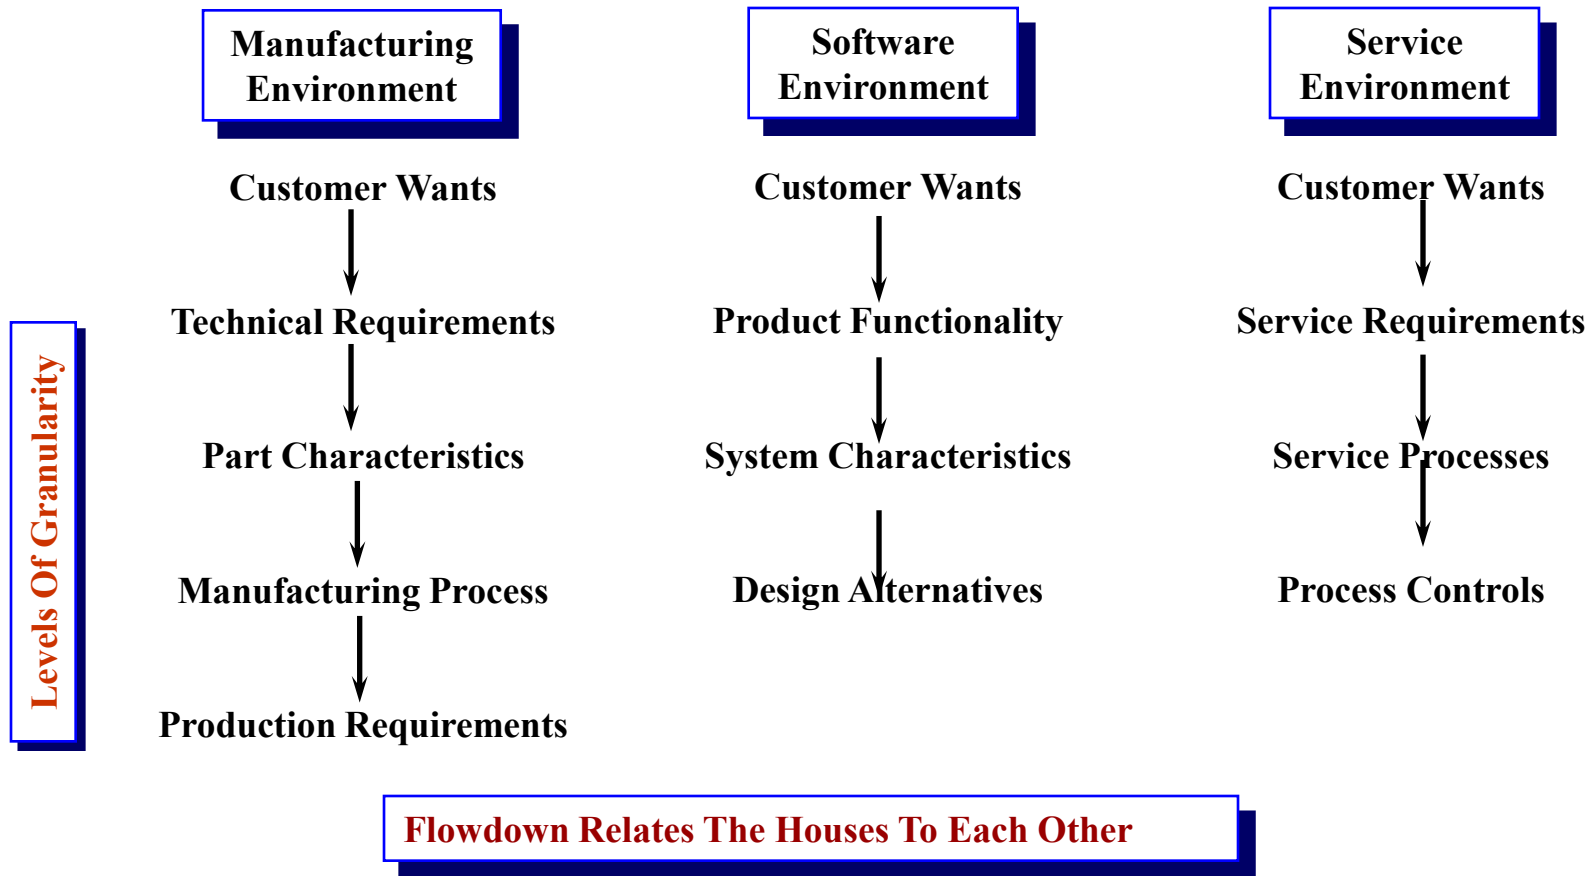 Manufacturing
Environment
Software
Environment
Service
Environment
Customer Wants
Customer Wants
Customer Wants
Technical Requirements
Product Functionality
Service Requirements
Levels Of Granularity
Part Characteristics
System Characteristics
Service Processes
Manufacturing Process
Design Alternatives
Process Controls
Production Requirements
Flowdown Relates The Houses To Each Other